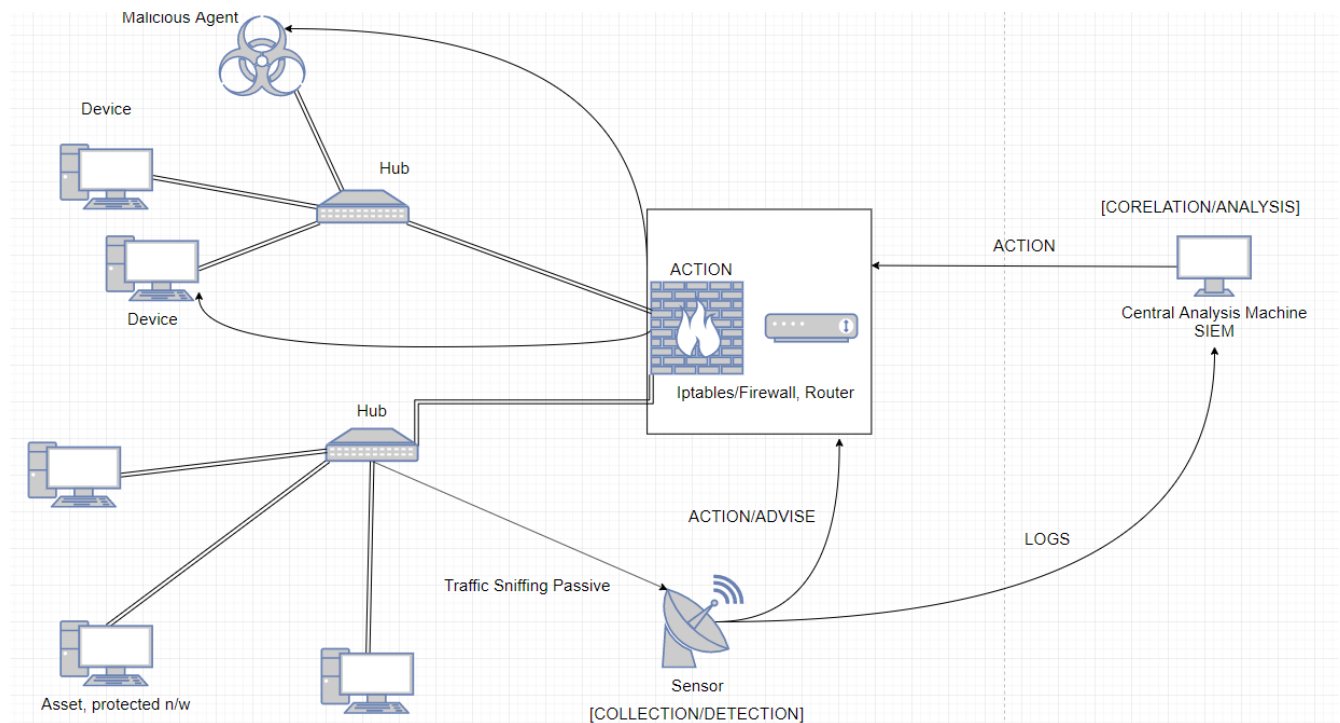 Malicious Agent
Device
Hub
[CORELATION/ANALYSIS]
ACTION
ACTION
Central Analysis Machine
SIEM
Device
Iptables/Firewall, Router
Hub
ACTION/ADVISE
LOGS
Traffic Sniffing Passive
Sensor
Asset, protected n/w
[COLLECTION/DETECTION]